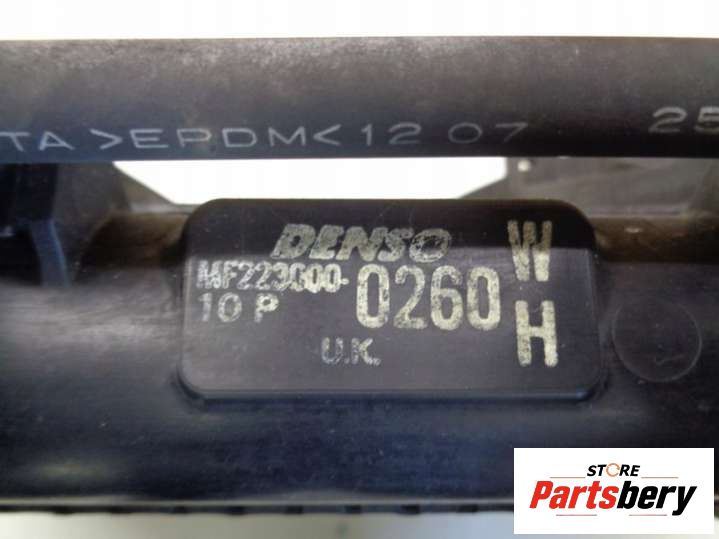 TA >EPDM< 12 07 25
DENSO
MF223000-0260 W
10 P
H
U.K.
STORE
Partsbery